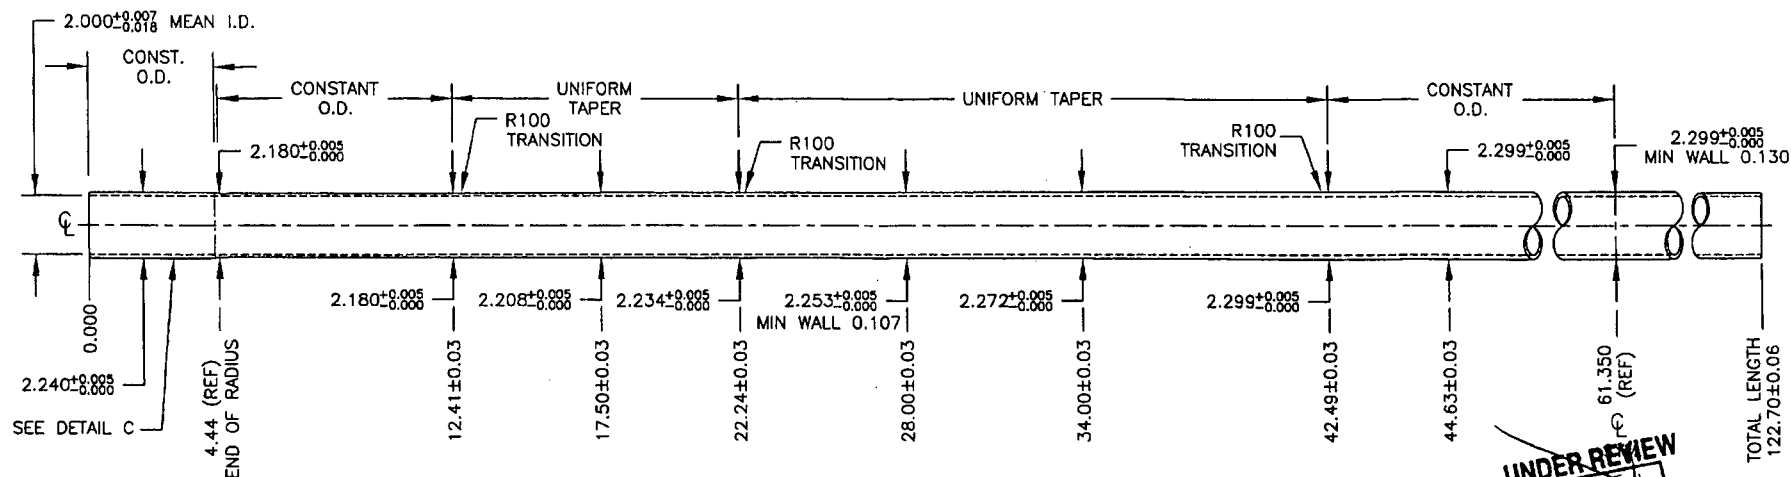 2.000+0.007 -0.018 MEAN I.D.
CONST.
O.D.
CONSTANT
O.D.
UNIFORM
TAPER
UNIFORM TAPER
CONSTANT
O.D.
R100
TRANSITION
R100
TRANSITION
R100
TRANSITION
2.180+0.005 -0.000
2.299+0.005 -0.000
2.299+0.005 -0.000
MIN WALL 0.130
℄
2.180+0.005 -0.000
2.208+0.005 -0.000
2.234+0.005 -0.000
2.253+0.005 -0.000
MIN WALL 0.107
2.272+0.005 -0.000
2.299+0.005 -0.000
2.240+0.005 -0.000
SEE DETAIL C
0.000
4.44 (REF)
END OF RADIUS
12.41±0.03
17.50±0.03
22.24±0.03
28.00±0.03
34.00±0.03
42.49±0.03
44.63±0.03
℄ 61.350
(REF)
TOTAL LENGTH
122.70±0.06
UNDER REVIEW